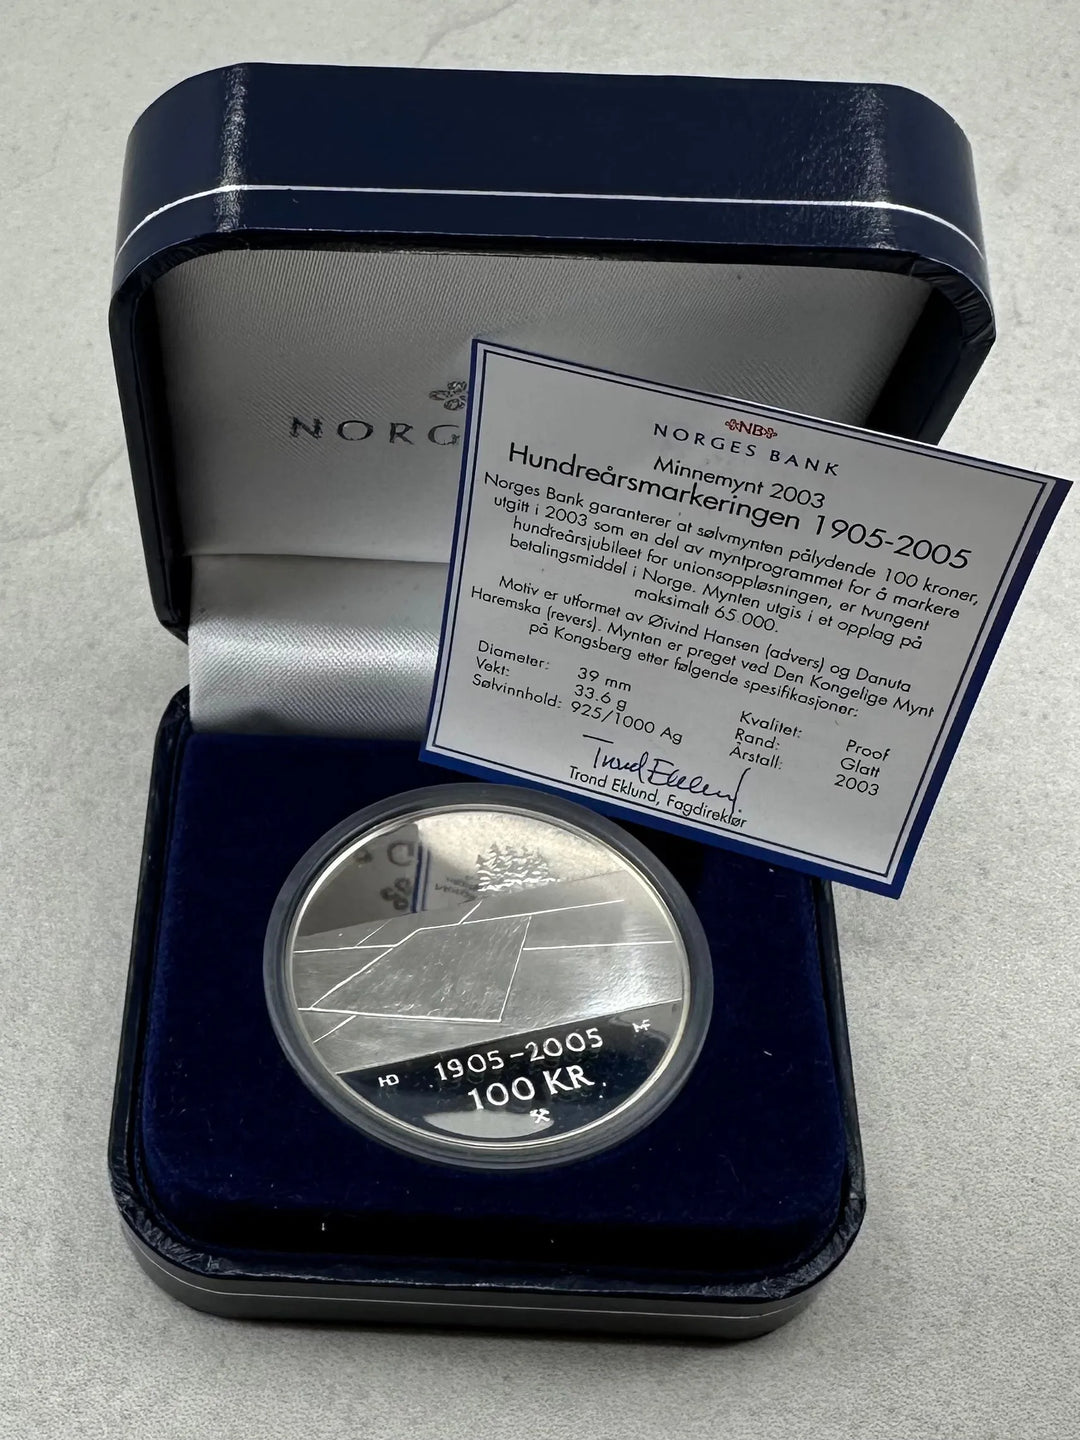 NORG
NB
NORGES BANK
Minnemynt 2003
Hundreårsmarkeringen 1905-2005
Norges Bank garanterer at sølvmynten pålydende 100 kroner,
utgitt i 2003 som en del av myntprogrammet for å markere
hundreårsjubileet for unionsoppløsningen, er tvungent
betalingsmiddel i Norge. Mynten utgis i et opplag på
maksimalt 65.000.
Motiv er utformet av Øivind Hansen (advers) og Danuta
Haremska (revers). Mynten er preget ved Den Kongelige Mynt
på Kongsberg etter følgende spesifikasjoner:
Diameter: 39 mm Kvalitet: Proof
Vekt: 33.6 g Rand: Glatt
Sølvinnhold: 925/1000 Ag Årstall: 2003
Trond Eklund
Trond Eklund, Fagdirektør
1905-2005
100 KR